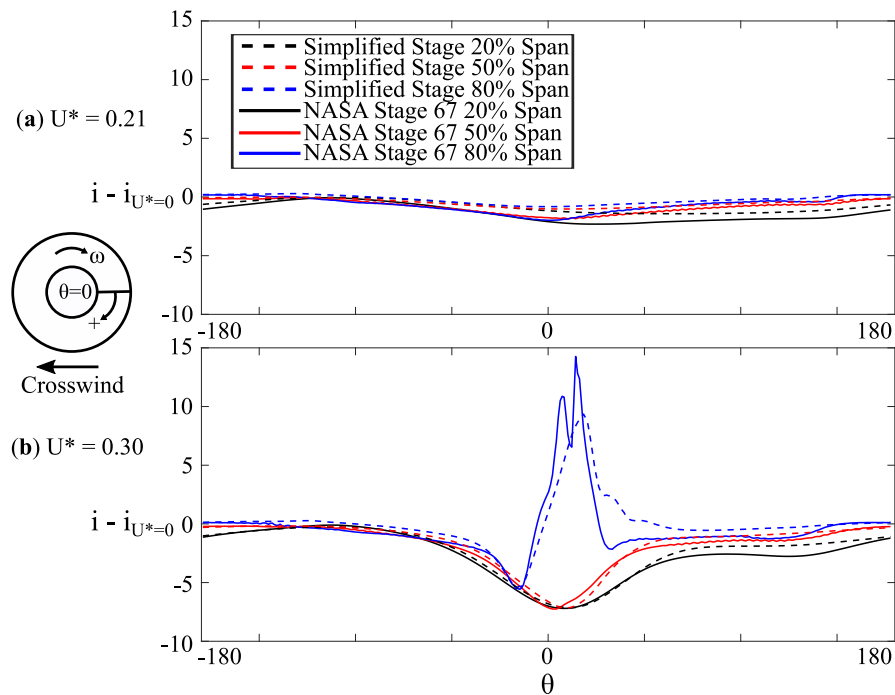 15
10
5
0
-5
-10
Simplified Stage 20% Span
Simplified Stage 50% Span
Simplified Stage 80% Span
NASA Stage 67 20% Span
NASA Stage 67 50% Span
NASA Stage 67 80% Span
(a) U* = 0.21
i - i_U*=0
-180 0 180
ω
θ=0
+
Crosswind
15
10
5
0
-5
-10
(b) U* = 0.30
i - i_U*=0
-180 0 180
θ